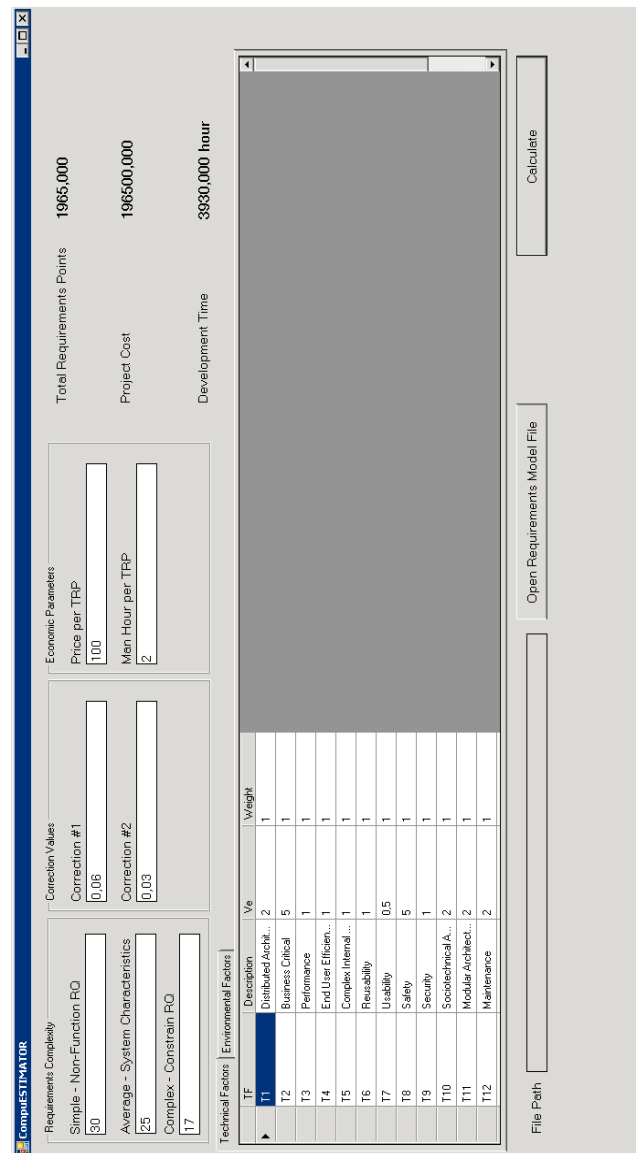 CompuESTIMATOR
Requirements Complexity
Simple - Non-Function RQ
30
Average - System Characteristics
25
Complex - Constrain RQ
17
Correction Values
Correction #1
0,06
Correction #2
0,03
Economic Parameters
Price per TRP
100
Man Hour per TRP
2
Total Requirements Points 1965,000
Project Cost 196500,000
Development Time 3930,000 hour
Technical Factors Environmental Factors
TF Description Ve Weight
T1 Distributed Archit... 2 1
T2 Business Critical 5 1
T3 Performance 1 1
T4 End User Efficien... 1 1
T5 Complex Internal ... 1 1
T6 Reusability 1 1
T7 Usability 0,5 1
T8 Safety 5 1
T9 Security 1 1
T10 Sociotechnical A... 2 1
T11 Modular Architect... 2 1
T12 Maintenance 2 1
File Path Open Requirements Model File Calculate